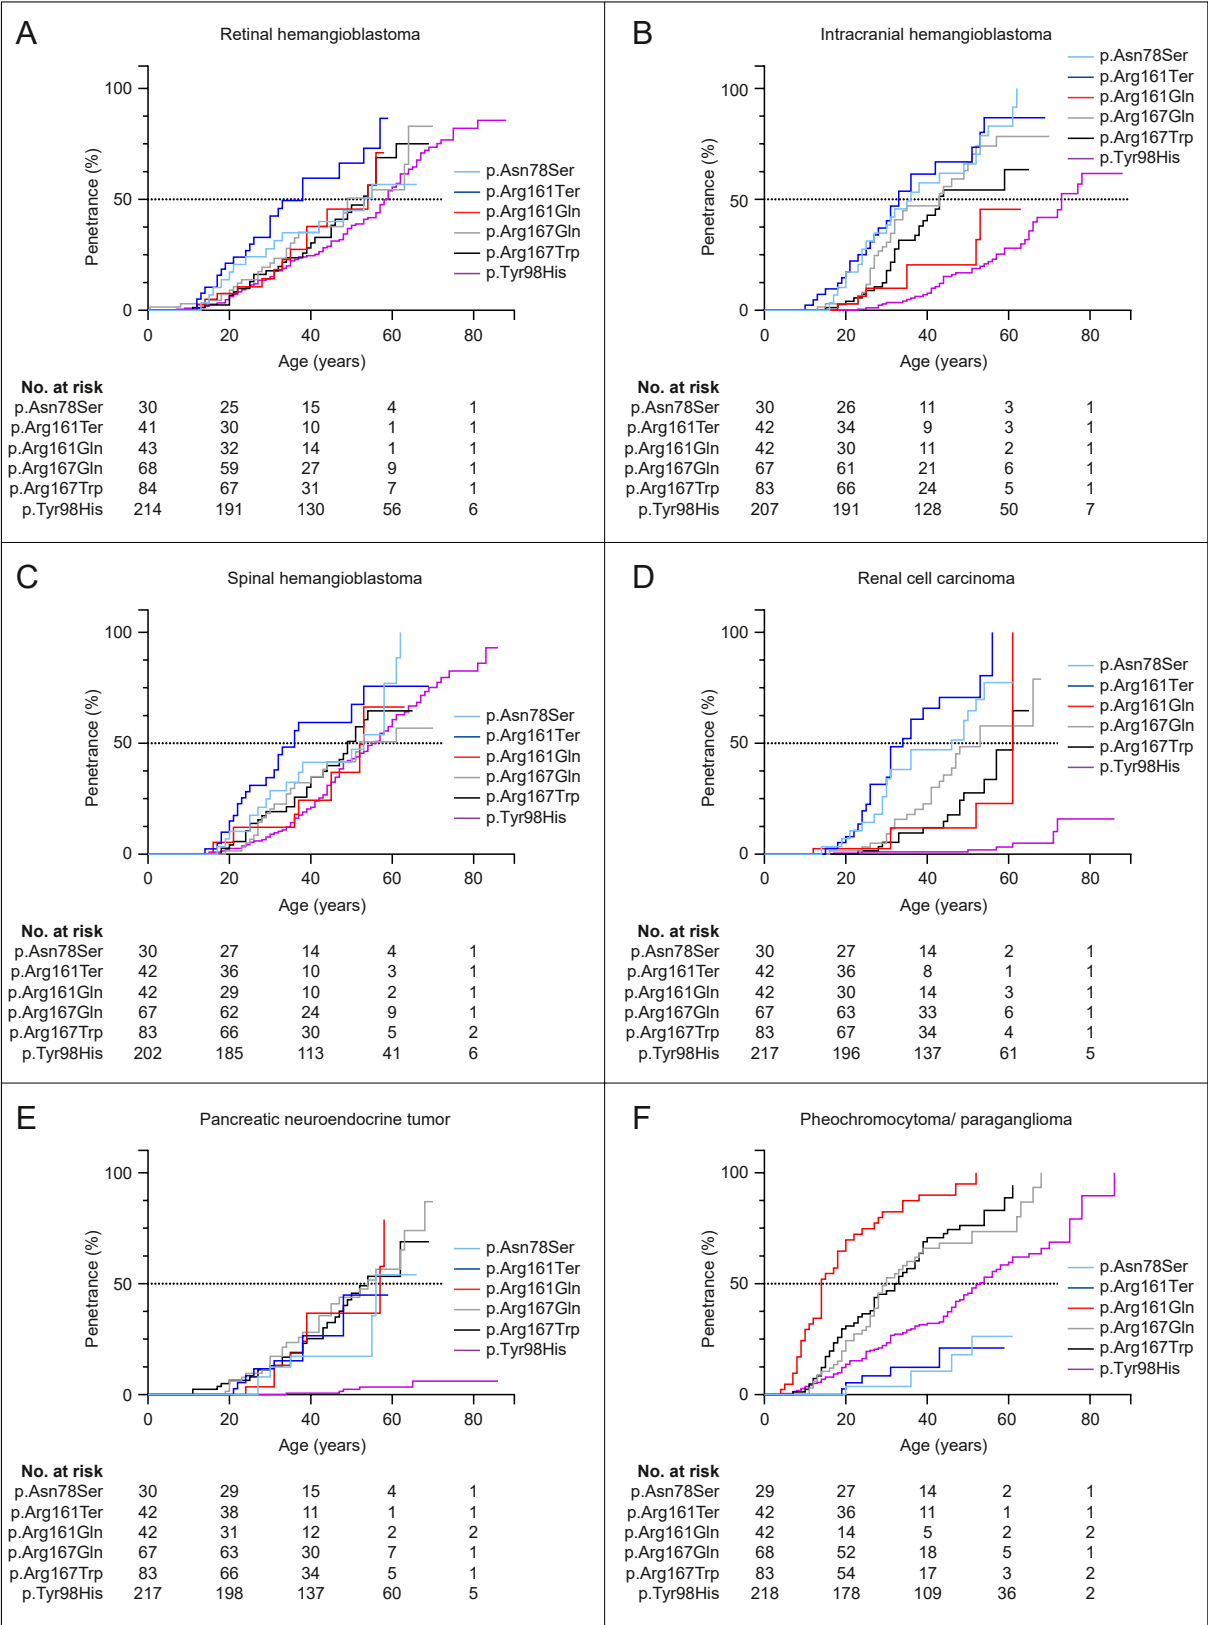 A
Retinal hemangioblastoma
100
50
0
Penetrance (%)
0 20 40 60 80
Age (years)
p.Asn78Ser
p.Arg161Ter
p.Arg161Gln
p.Arg167Gln
p.Arg167Trp
p.Tyr98His
No. at risk
p.Asn78Ser 30 25 15 4 1
p.Arg161Ter 41 30 10 1 1
p.Arg161Gln 43 32 14 1 1
p.Arg167Gln 68 59 27 9 1
p.Arg167Trp 84 67 31 7 1
p.Tyr98His 214 191 130 56 6
B
Intracranial hemangioblastoma
100
50
0
Penetrance (%)
0 20 40 60 80
Age (years)
p.Asn78Ser
p.Arg161Ter
p.Arg161Gln
p.Arg167Gln
p.Arg167Trp
p.Tyr98His
No. at risk
p.Asn78Ser 30 26 11 3 1
p.Arg161Ter 42 34 9 3 1
p.Arg161Gln 42 30 11 2 1
p.Arg167Gln 67 61 21 6 1
p.Arg167Trp 83 66 24 5 1
p.Tyr98His 207 191 128 50 7
C
Spinal hemangioblastoma
100
50
0
Penetrance (%)
0 20 40 60 80
Age (years)
p.Asn78Ser
p.Arg161Ter
p.Arg161Gln
p.Arg167Gln
p.Arg167Trp
p.Tyr98His
No. at risk
p.Asn78Ser 30 27 14 4 1
p.Arg161Ter 42 36 10 3 1
p.Arg161Gln 42 29 10 2 1
p.Arg167Gln 67 62 24 9 1
p.Arg167Trp 83 66 30 5 2
p.Tyr98His 202 185 113 41 6
D
Renal cell carcinoma
100
50
0
Penetrance (%)
0 20 40 60 80
Age (years)
p.Asn78Ser
p.Arg161Ter
p.Arg161Gln
p.Arg167Gln
p.Arg167Trp
p.Tyr98His
No. at risk
p.Asn78Ser 30 27 14 2 1
p.Arg161Ter 42 36 8 1 1
p.Arg161Gln 42 30 14 3 1
p.Arg167Gln 67 63 33 6 1
p.Arg167Trp 83 67 34 4 1
p.Tyr98His 217 196 137 61 5
E
Pancreatic neuroendocrine tumor
100
50
0
Penetrance (%)
0 20 40 60 80
Age (years)
p.Asn78Ser
p.Arg161Ter
p.Arg161Gln
p.Arg167Gln
p.Arg167Trp
p.Tyr98His
No. at risk
p.Asn78Ser 30 29 15 4 1
p.Arg161Ter 42 38 11 1 1
p.Arg161Gln 42 31 12 2 2
p.Arg167Gln 67 63 30 7 1
p.Arg167Trp 83 66 34 5 1
p.Tyr98His 217 198 137 60 5
F
Pheochromocytoma/ paraganglioma
100
50
0
Penetrance (%)
0 20 40 60 80
Age (years)
p.Asn78Ser
p.Arg161Ter
p.Arg161Gln
p.Arg167Gln
p.Arg167Trp
p.Tyr98His
No. at risk
p.Asn78Ser 29 27 14 2 1
p.Arg161Ter 42 36 11 1 1
p.Arg161Gln 42 14 5 2 2
p.Arg167Gln 68 52 18 5 1
p.Arg167Trp 83 54 17 3 2
p.Tyr98His 218 178 109 36 2